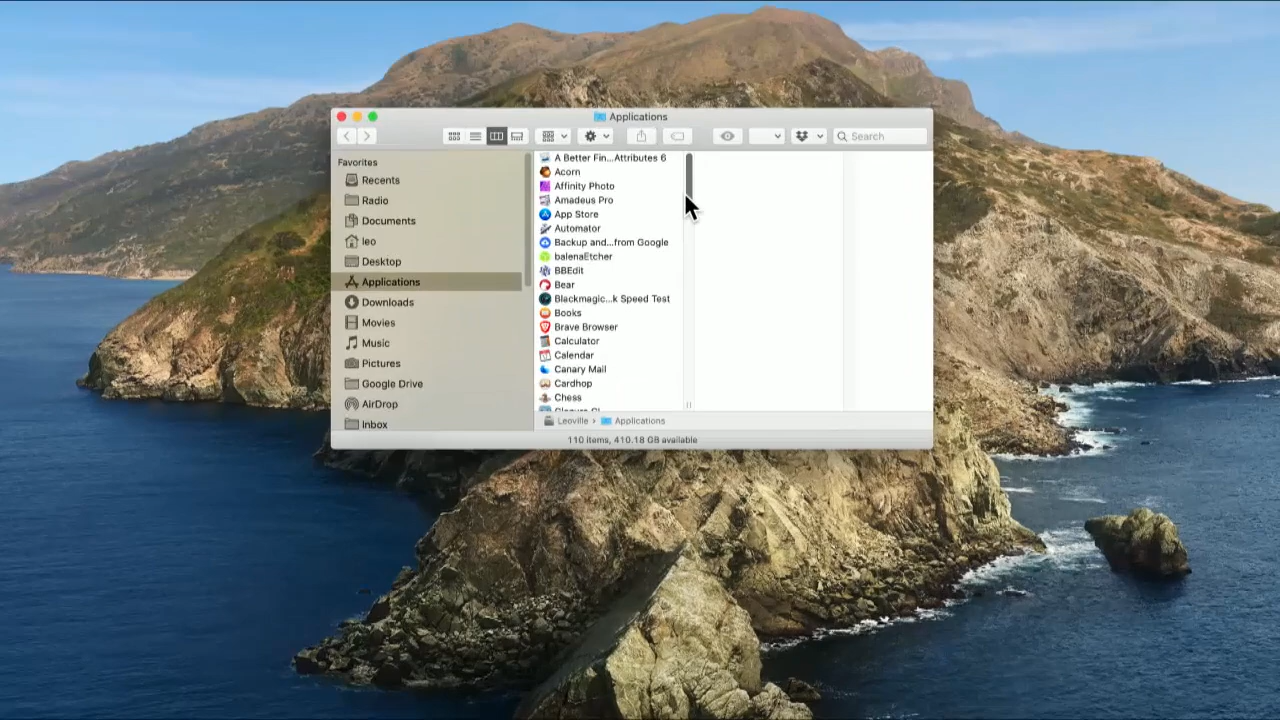 Applications
Search
Favorites
Recents
Radio
Documents
leo
Desktop
Applications
Downloads
Movies
Music
Pictures
Google Drive
AirDrop
Inbox
A Better Fin...Attributes 6
Acorn
Affinity Photo
Amadeus Pro
App Store
Automator
Backup and...from Google
balenaEtcher
BBEdit
Bear
Blackmagic...k Speed Test
Books
Brave Browser
Calculator
Calendar
Canary Mail
Cardhop
Chess
Leoville › Applications
110 items, 410.18 GB available